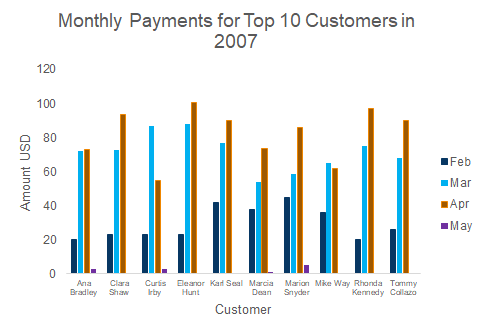 Monthly Payments for Top 10 Customers in
2007
120
100
80
60
40
20
0
Amount USD
Ana
Bradley
Clara
Shaw
Curtis
Irby
Eleanor
Hunt
Karl Seal
Marcia
Dean
Marion
Snyder
Mike Way
Rhonda
Kennedy
Tommy
Collazo
Customer
Feb
Mar
Apr
May